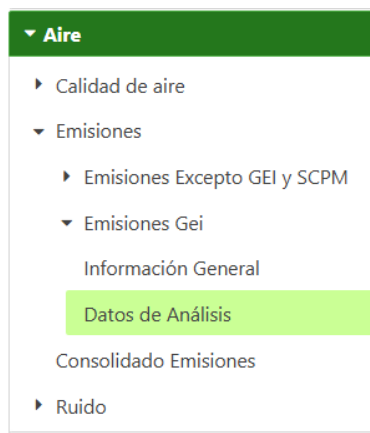 Aire
Calidad de aire
Emisiones
Emisiones Excepto GEI y SCPM
Emisiones Gei
Información General
Datos de Análisis
Consolidado Emisiones
Ruido